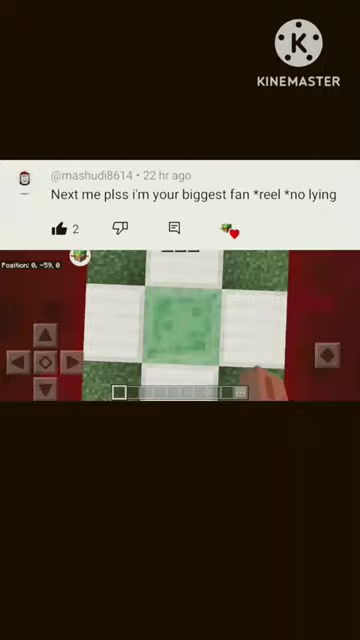 KINEMASTER
@mashudi8614 • 22 hr ago
Next me plss i'm your biggest fan *reel *no lying
2
Position: 0, -59, 0